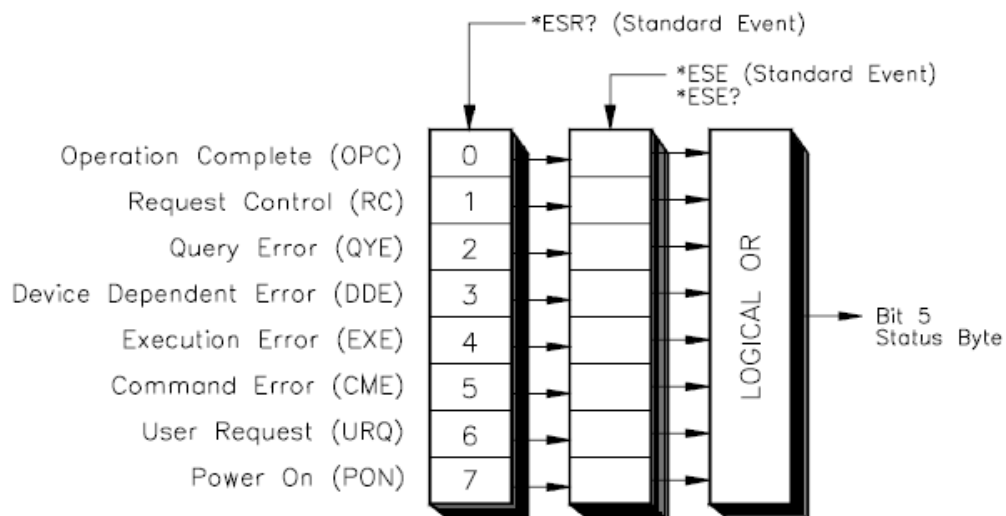 *ESR? (Standard Event)
*ESE (Standard Event)
*ESE?
Operation Complete (OPC) 0
Request Control (RC) 1
Query Error (QYE) 2
Device Dependent Error (DDE) 3
Execution Error (EXE) 4
Command Error (CME) 5
User Request (URQ) 6
Power On (PON) 7
LOGICAL OR
Bit 5
Status Byte